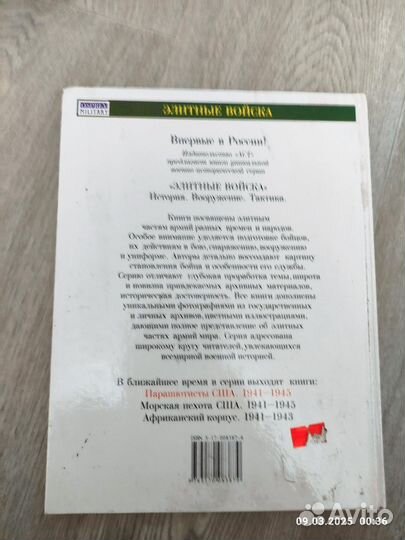 MILITARY
ЭЛИТНЫЕ ВОЙСКА
Впервые в России!
Издательство «АСТ»
предлагает книги уникальной
военно-исторической серии
«ЭЛИТНЫЕ ВОЙСКА»
История. Вооружение. Тактика.
Книги посвящены элитным
частям армий разных времен и народов.
Особое внимание уделяется подготовке бойцов,
их действиям в бою, снаряжению, вооружению
и униформе. Авторы детально воссоздают картину
становления бойца и особенности его службы.
Серию отличают глубокая проработка темы, широта
и новизна привлекаемых архивных материалов,
историческая достоверность. Все книги дополнены
уникальными фотографиями из государственных
и личных архивов, цветными иллюстрациями,
дающими полное представление об элитных
частях армий мира. Серия адресована
широкому кругу читателей, увлекающихся
всемирной военной историей.
В ближайшее время в серии выходят книги:
Парашютисты США. 1941–1945
Морская пехота США. 1941–1945
Африканский корпус. 1941–1943
ISBN
09.03.2025 00:36
Avito